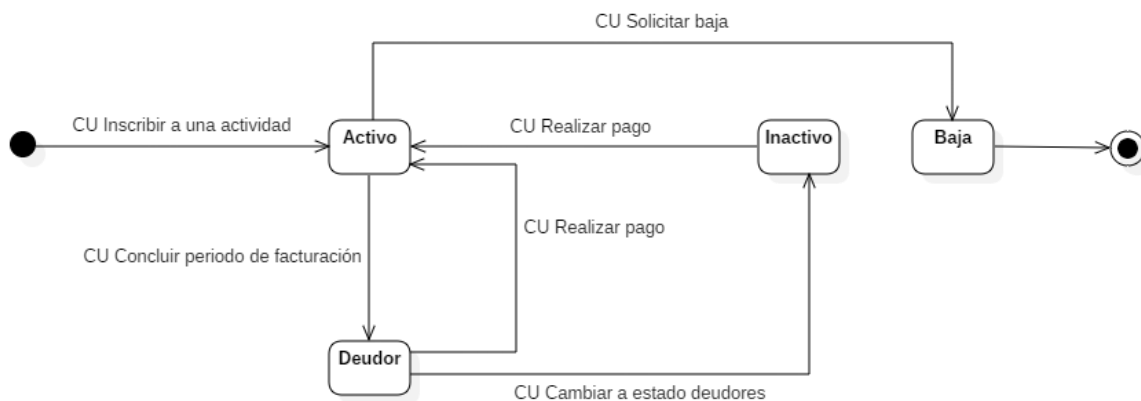 CU Solicitar baja
CU Inscribir a una actividad
Activo
CU Realizar pago
Inactivo
Baja
CU Realizar pago
CU Concluir periodo de facturación
Deudor
CU Cambiar a estado deudores